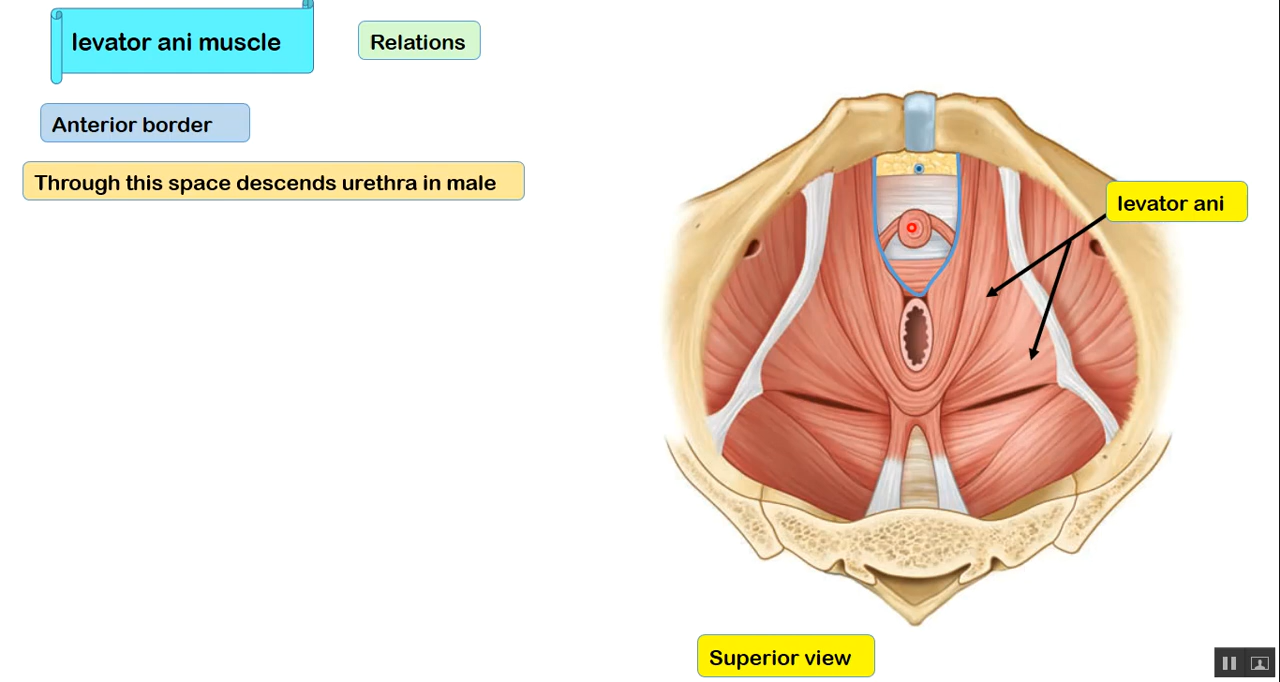 levator ani muscle
Relations
Anterior border
Through this space descends urethra in male
levator ani
Superior view